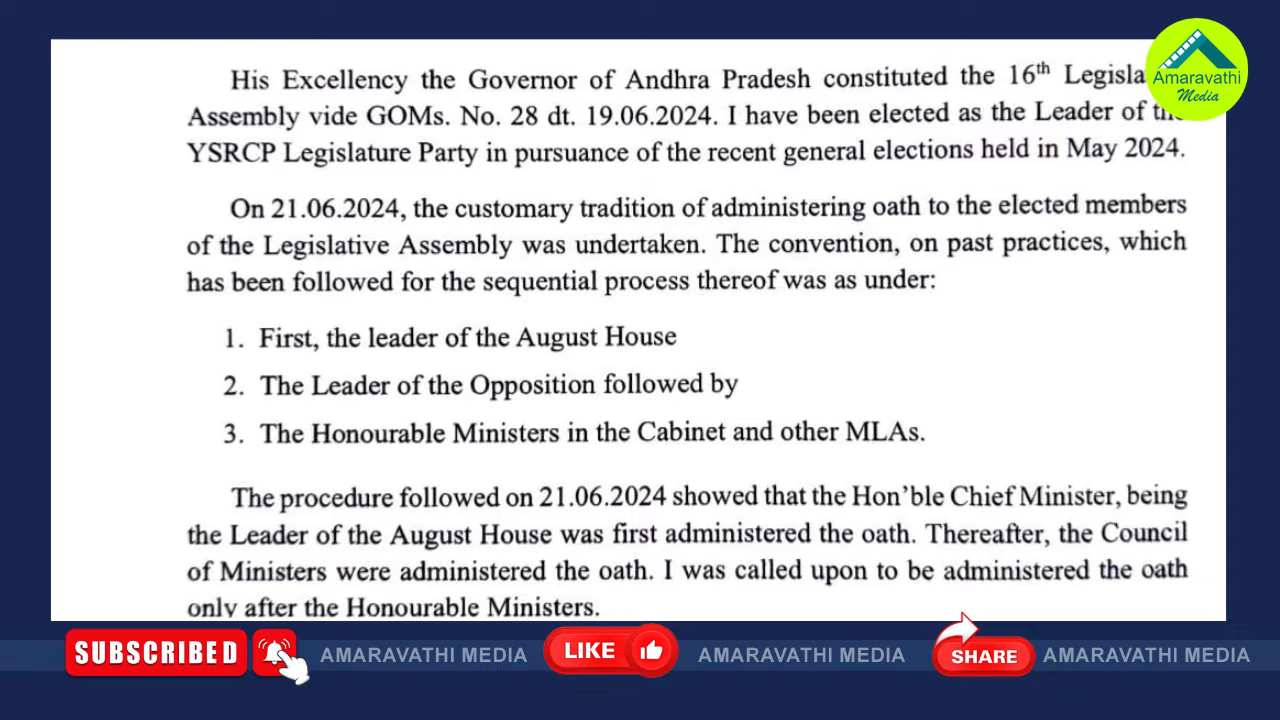 His Excellency the Governor of Andhra Pradesh constituted the 16th
Assembly vide GOMs. No. 28 dt. 19.06.2024. I have been elected as the Leader of
YSRCP Legislature Party in pursuance of the recent general elections held in May 2024.
On 21.06.2024, the customary tradition of administering oath to the elected members
of the Legislative Assembly was undertaken. The convention, on past practices, which
has been followed for the sequential process thereof was as under:
1. First, the leader of the August House
2. The Leader of the Opposition followed by
3. The Honourable Ministers in the Cabinet and other MLAs.
The procedure followed on 21.06.2024 showed that the Hon'ble Chief Minister, being
the Leader of the August House was first administered the oath. Thereafter, the Council
of Ministers were administered the oath. I was called upon to be administered the oath
only after the Honourable Ministers.
Amaravathi
Media
SUBSCRIBED
AMARAVATHI MEDIA
LIKE
AMARAVATHI MEDIA
SHARE
AMARAVATHI MEDIA